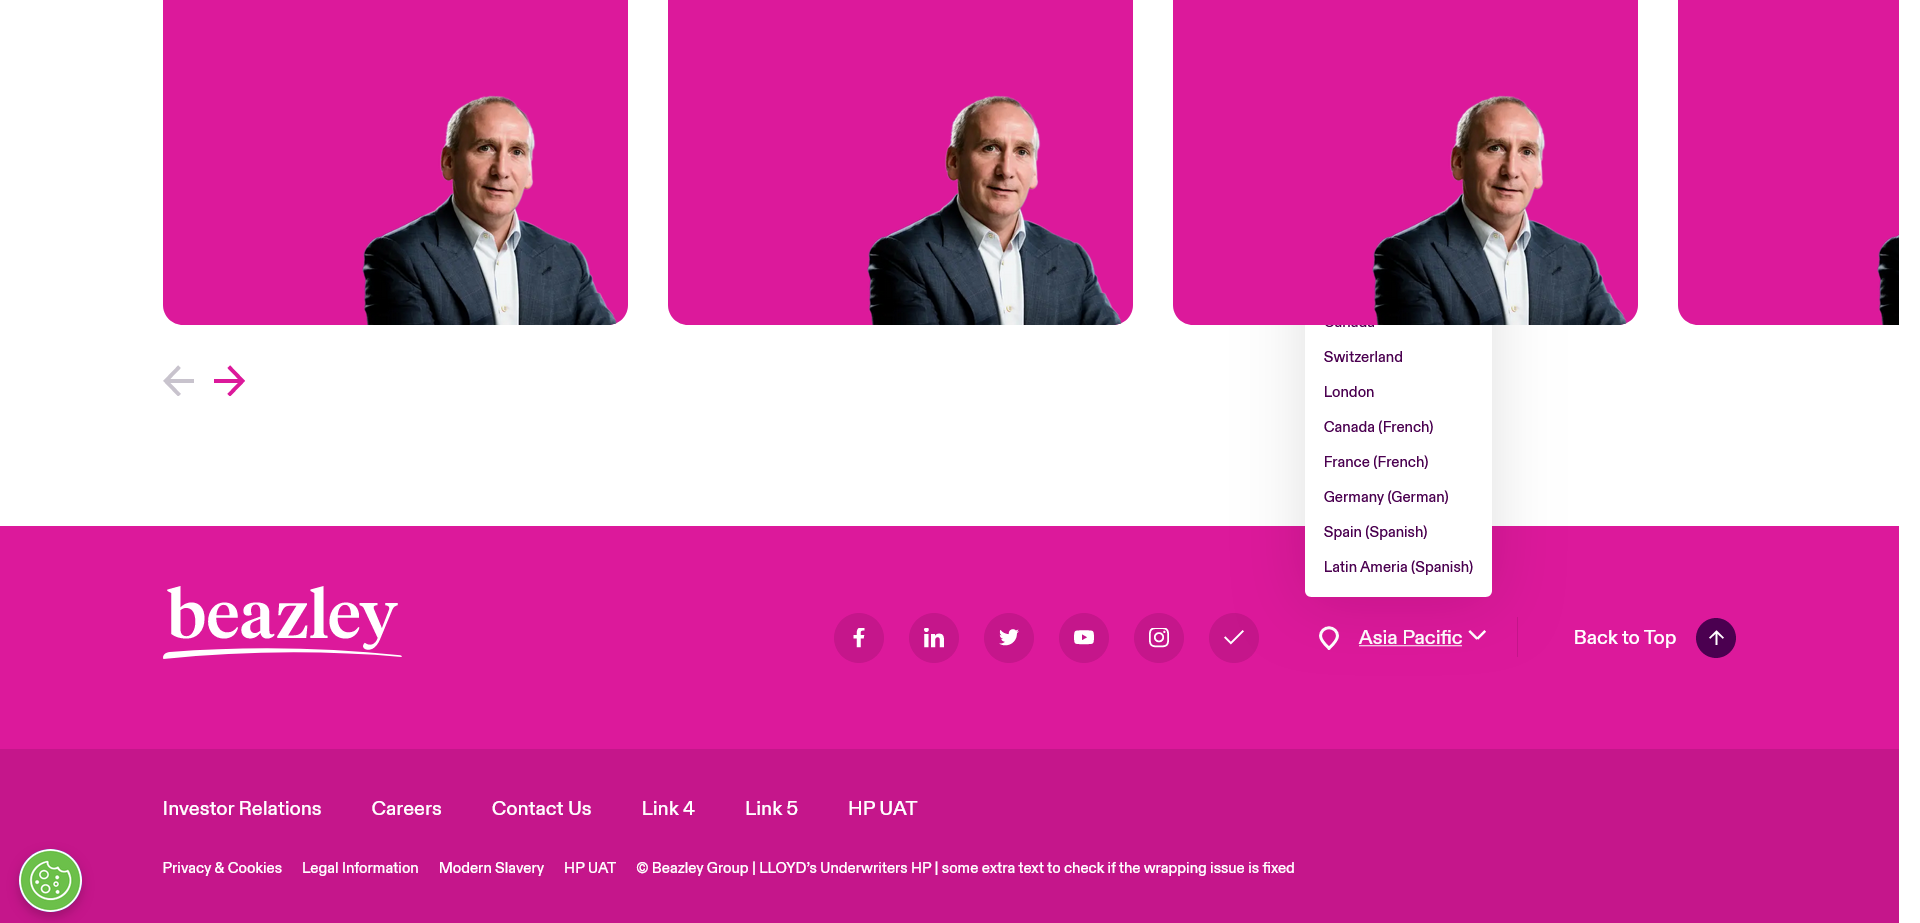 Canada
Switzerland
London
Canada (French)
France (French)
Germany (German)
Spain (Spanish)
Latin Ameria (Spanish)
beazley
Asia Pacific
Back to Top
Investor Relations Careers Contact Us Link 4 Link 5 HP UAT
Privacy & Cookies Legal Information Modern Slavery HP UAT © Beazley Group | LLOYD’s Underwriters HP | some extra text to check if the wrapping issue is fixed